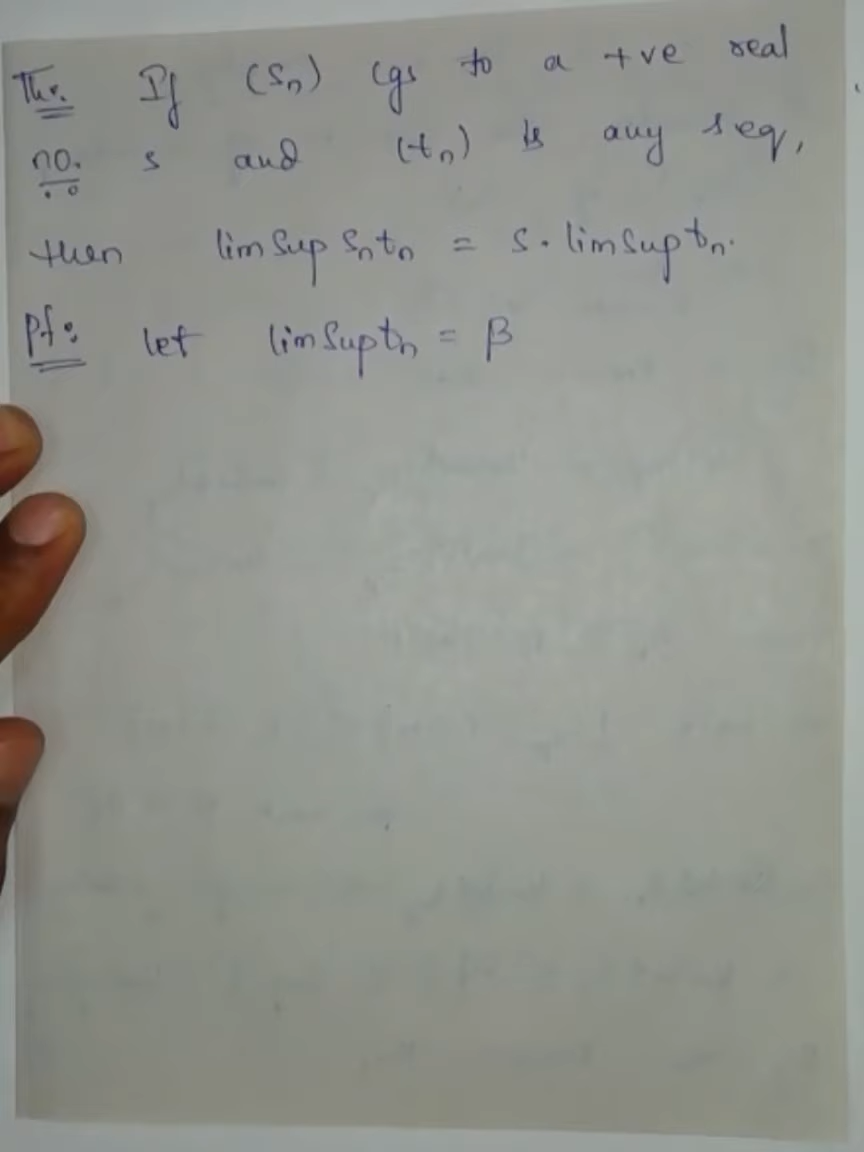 Thr. If (Sn) cgs to a +ve real
no. s and (tn) is any seq,
then lim Sup Sntn = s. lim Sup tn.
Pf: let lim Sup tn = β